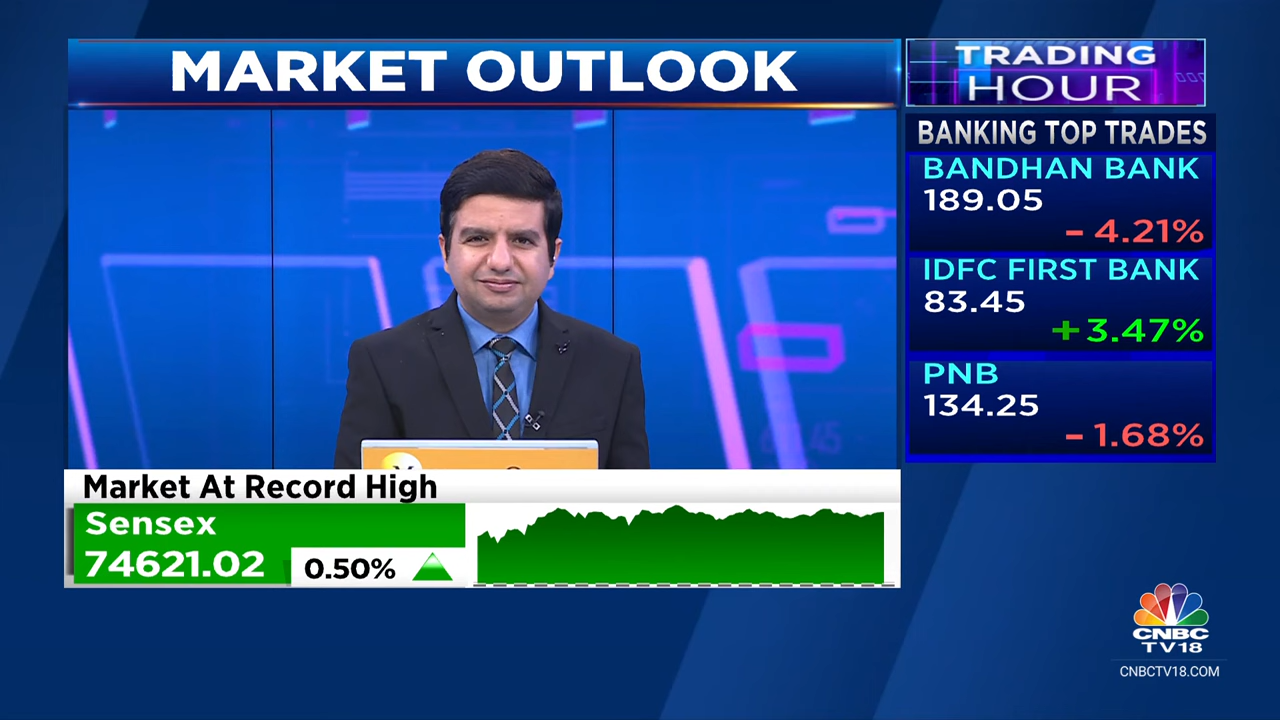 MARKET OUTLOOK
TRADING
HOUR
BANKING TOP TRADES
BANDHAN BANK
189.05
- 4.21%
IDFC FIRST BANK
83.45
+ 3.47%
PNB
134.25
- 1.68%
Market At Record High
Sensex
74621.02
0.50%
CNBC
TV18
CNBCTV18.COM